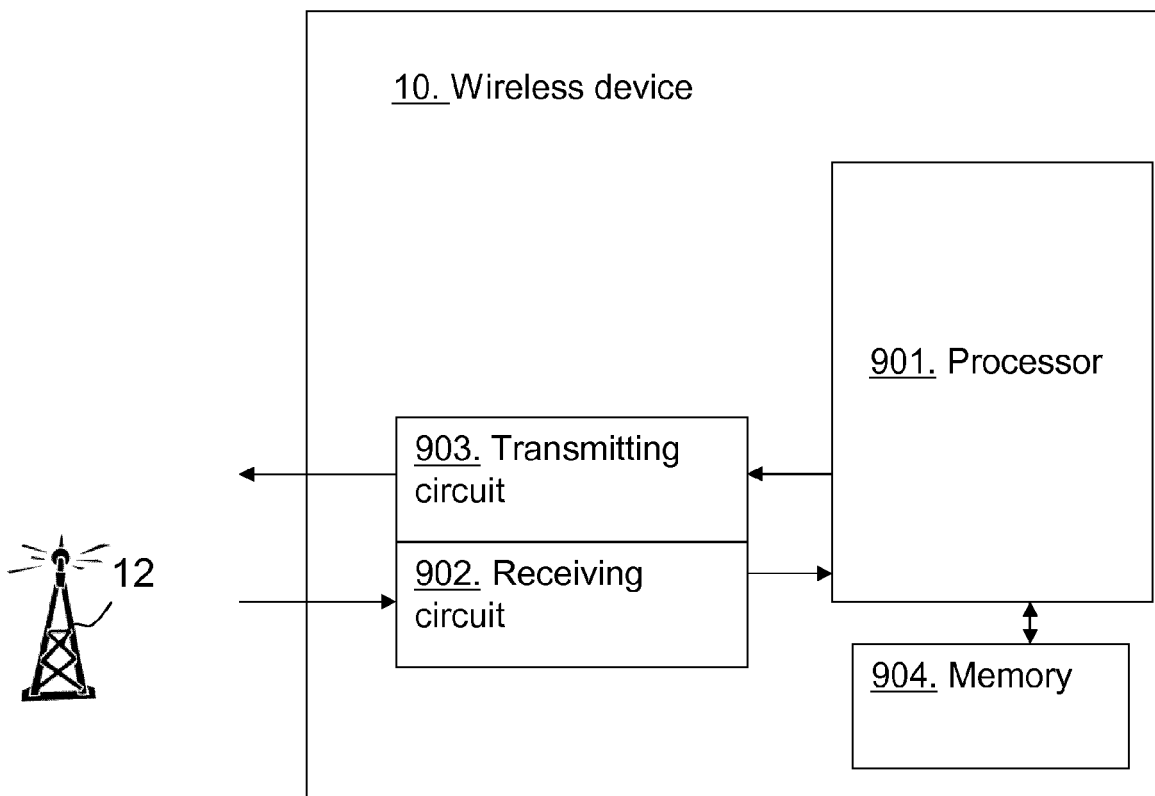 10. Wireless device
901. Processor
903. Transmitting
circuit
902. Receiving
circuit
12
904. Memory